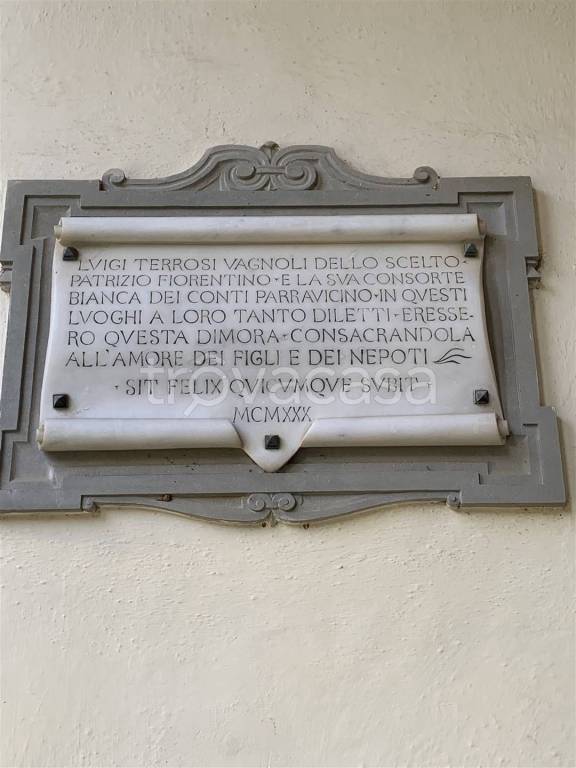 LVIGI TERROSI VAGNOLI DELLO SCELTO·
PATRIZIO FIORENTINO·E LA SVA CONSORTE
BIANCA DEI CONTI PARRAVICINO·IN QVESTI
LVOGHI A LORO TANTO DILETTI·ERESSE-
RO QVESTA DIMORA·CONSACRANDOLA
ALL'AMORE DEI FIGLI E DEI NEPOTI
·SIT FELIX QVICVMQVE SVBIT·
MCMXXX
trovacasa